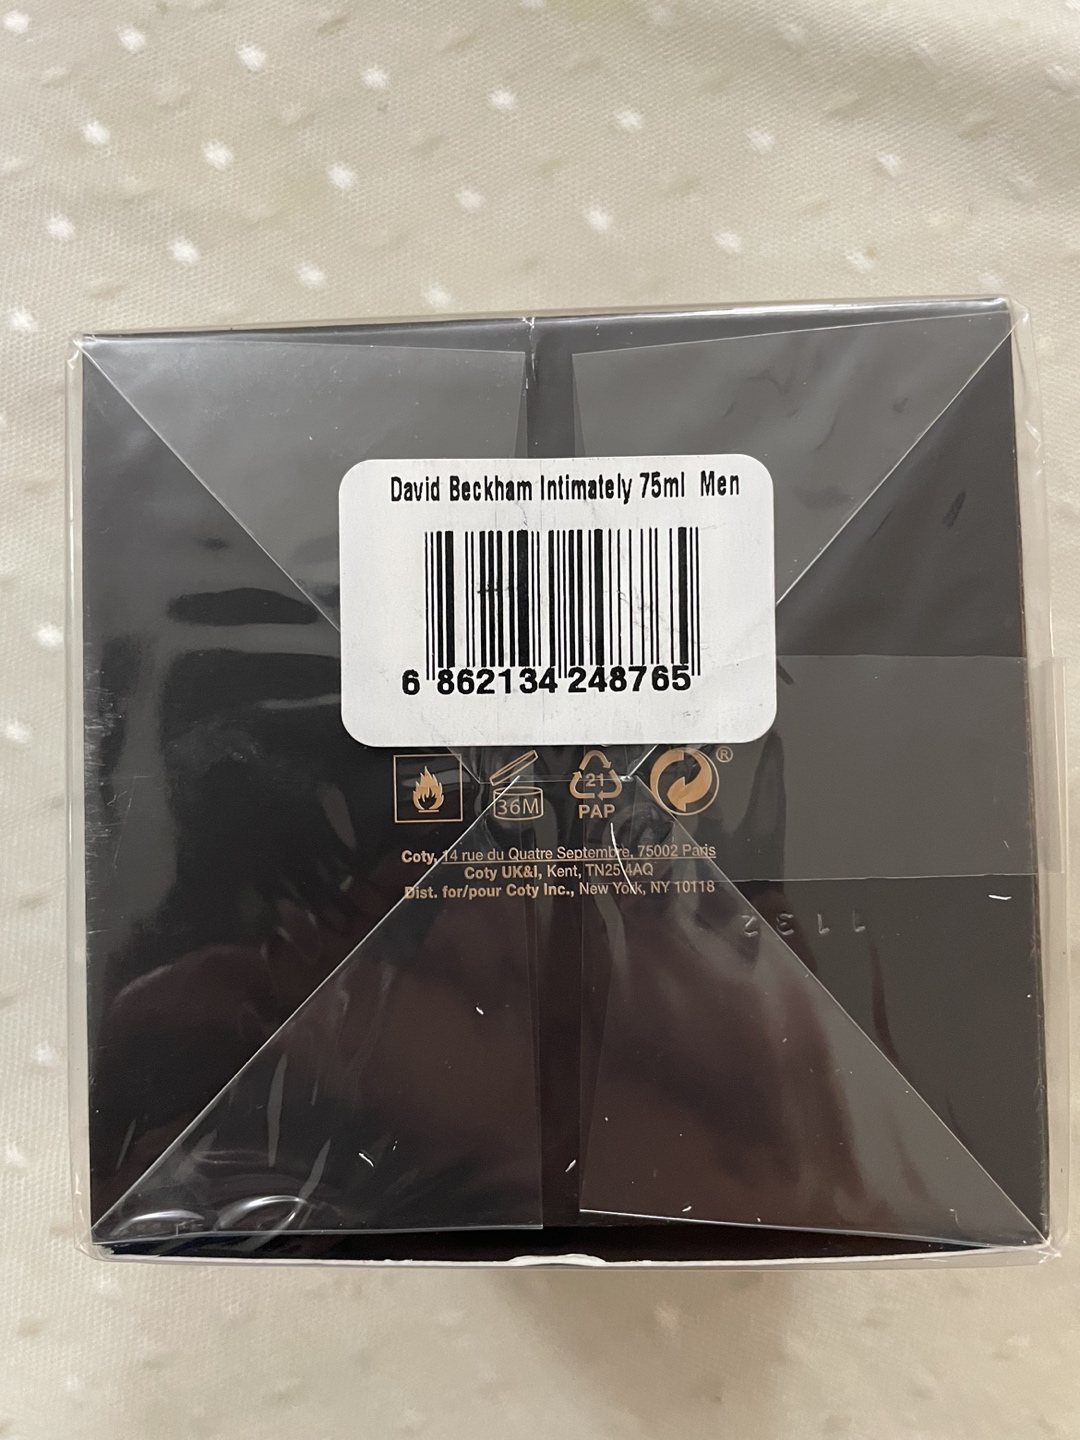 David Beckham Intimately 75ml Men
6 862134 248765
36M
21
PAP
®
Coty, 14 rue du Quatre Septembre, 75002 Paris
Coty UK&I, Kent, TN25 4AQ
Dist. for/pour Coty Inc., New York, NY 10118
1132